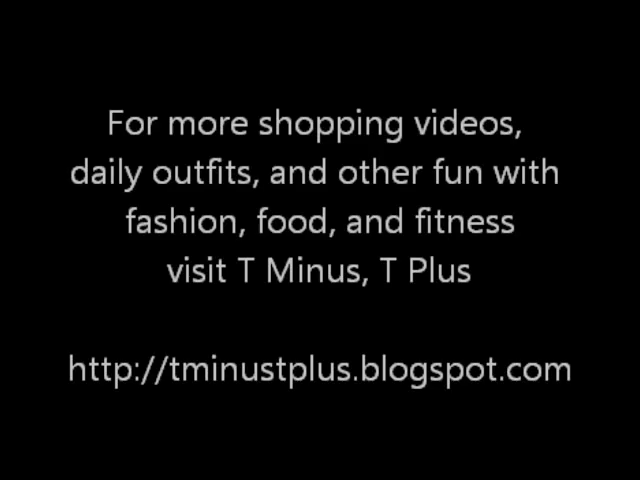 For more shopping videos,
daily outfits, and other fun with
fashion, food, and fitness
visit T Minus, T Plus
http://tminustplus.blogspot.com